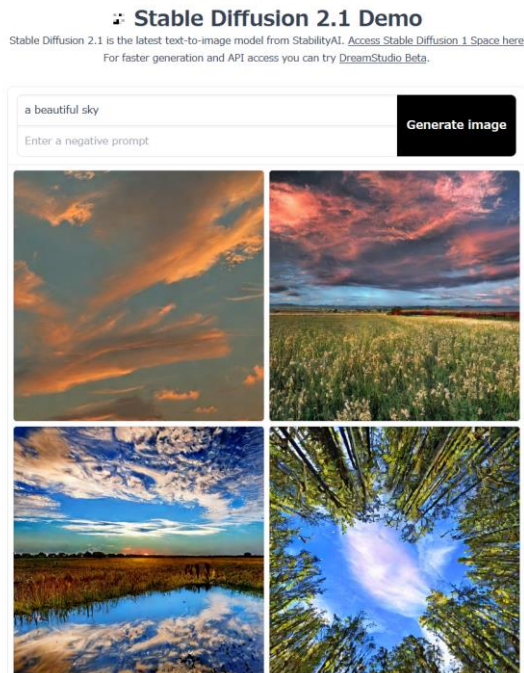 Stable Diffusion 2.1 Demo
Stable Diffusion 2.1 is the latest text-to-image model from StabilityAI. Access Stable Diffusion 1 Space here
For faster generation and API access you can try DreamStudio Beta.
a beautiful sky
Generate image
Enter a negative prompt